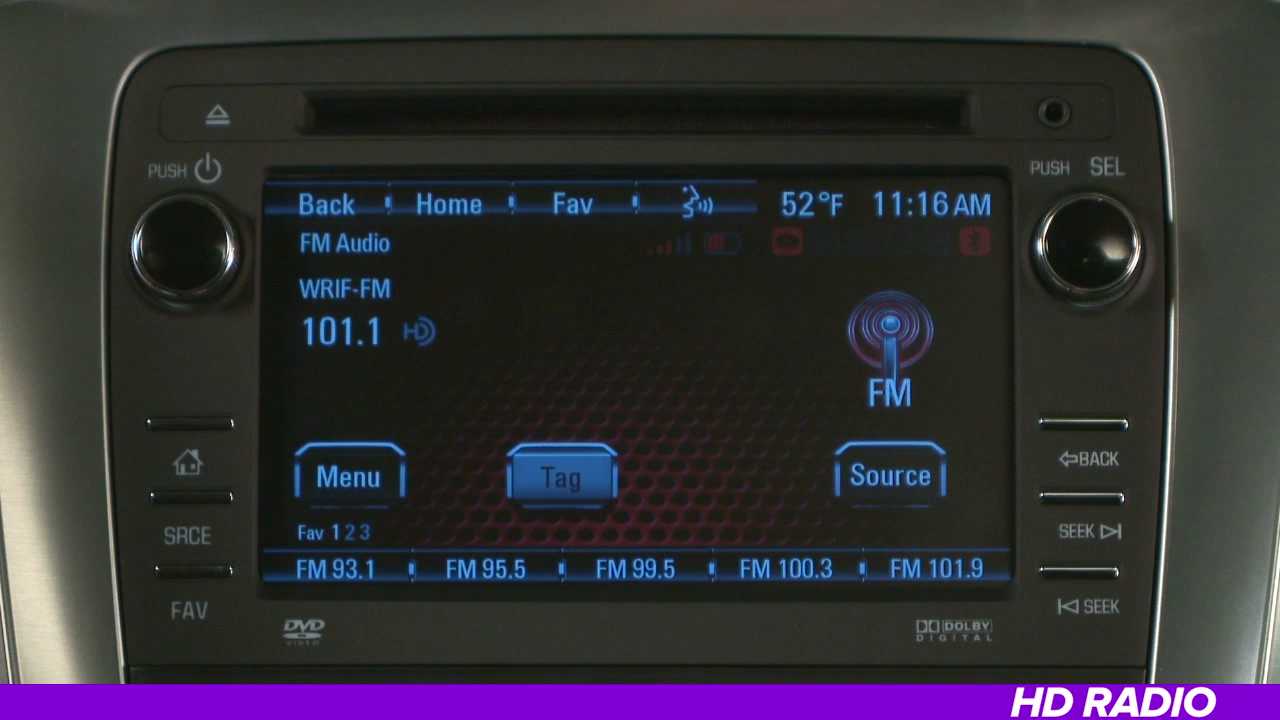 PUSH
PUSH SEL
Back Home Fav 52°F 11:16 AM
FM Audio
WRIF-FM
101.1 HD
FM
Menu Tag Source
BACK
Fav 1 2 3
SRCE
SEEK
FM 93.1 FM 95.5 FM 99.5 FM 100.3 FM 101.9
FAV
SEEK
DVD
VIDEO
DOLBY
DIGITAL
HD RADIO